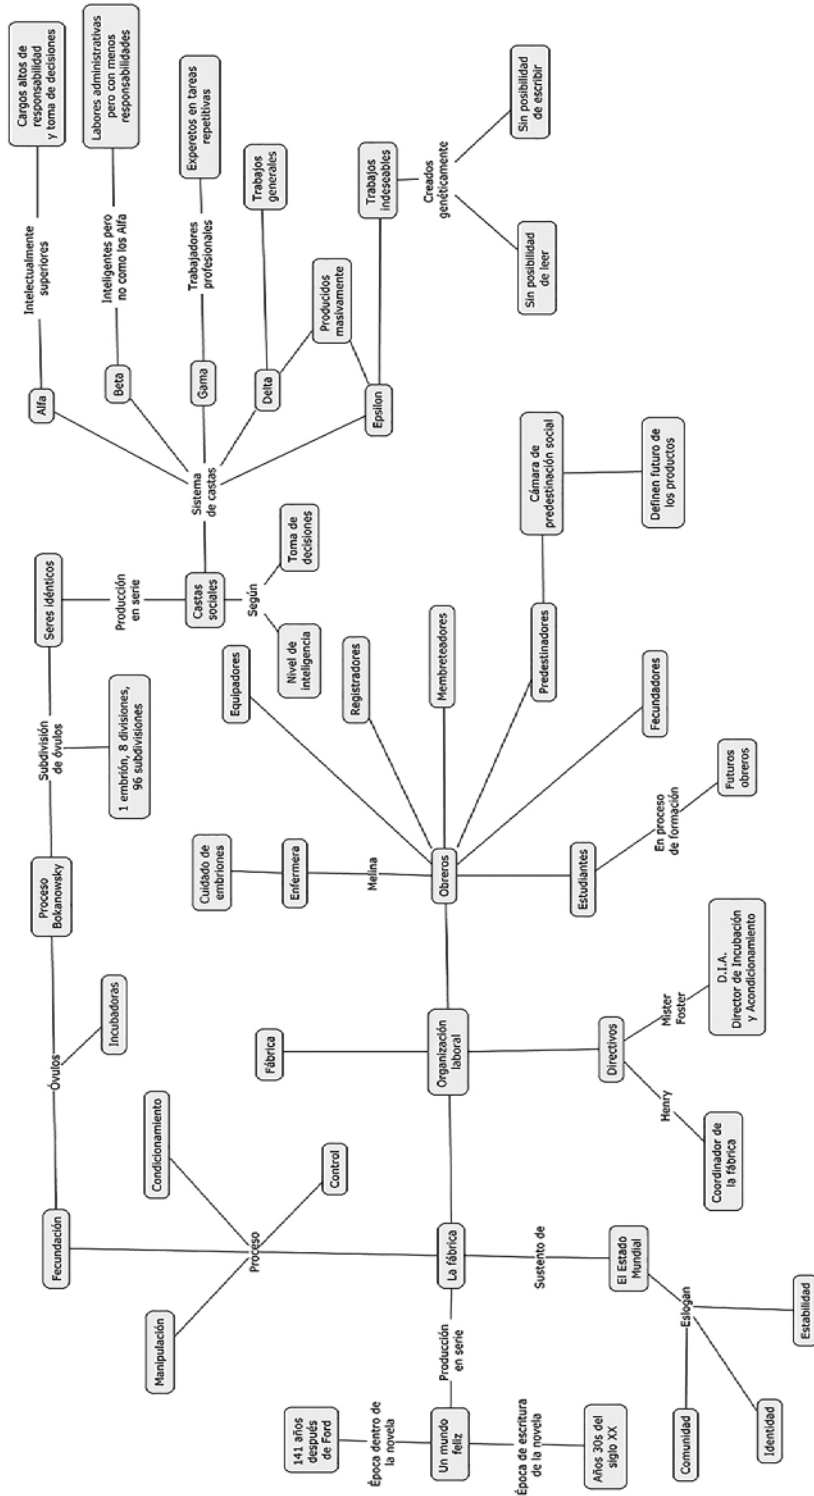 141 años
después
de Ford
Época dentro de
la novela
Un mundo
feliz
Época de escritura
de la novela
Años 30s del
siglo XX
Producción
en serie
La fábrica
Proceso
Manipulación
Condicionamiento
Control
Fecundación
Óvulos
Incubadoras
Proceso
Bokanowsky
Subdivisión
de óvulos
1 embrión, 8 divisiones,
96 subdivisiones
Seres idénticos
Producción
en serie
Castas
sociales
Según
Nivel de
inteligencia
Toma de
decisiones
Sistema
de castas
Alfa
Intelectualmente
superiores
Cargos altos de
responsabilidad
y toma de decisiones
Beta
Inteligentes pero
no como los Alfa
Labores administrativas
pero con menos
responsabilidades
Gama
Trabajadores
profesionales
Experetos en tareas
repetitivas
Delta
Trabajos
generales
Producidos
masivamente
Epsilon
Trabajos
indeseables
Creados
genéticamente
Sin posibilidad
de leer
Sin posibilidad
de escribir
Sustento de
El Estado
Mundial
Eslogan
Comunidad
Identidad
Estabilidad
Organización
laboral
Fábrica
Directivos
Henry
Coordinador de
la fábrica
Mister
Foster
D.I.A.
Director de Incubación
y Acondicionamiento
Obreros
Melina
Enfermera
Cuidado de
embriones
Equipadores
Registradores
Membreteadores
Predestinadores
Cámara de
predestinación social
Definen futuro de
los productos
Fecundadores
Estudiantes
En proceso
de formación
Futuros
obreros